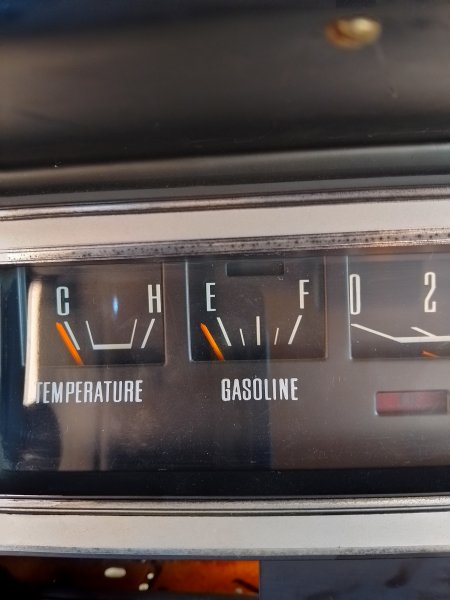 C H E F 0 2
TEMPERATURE GASOLINE